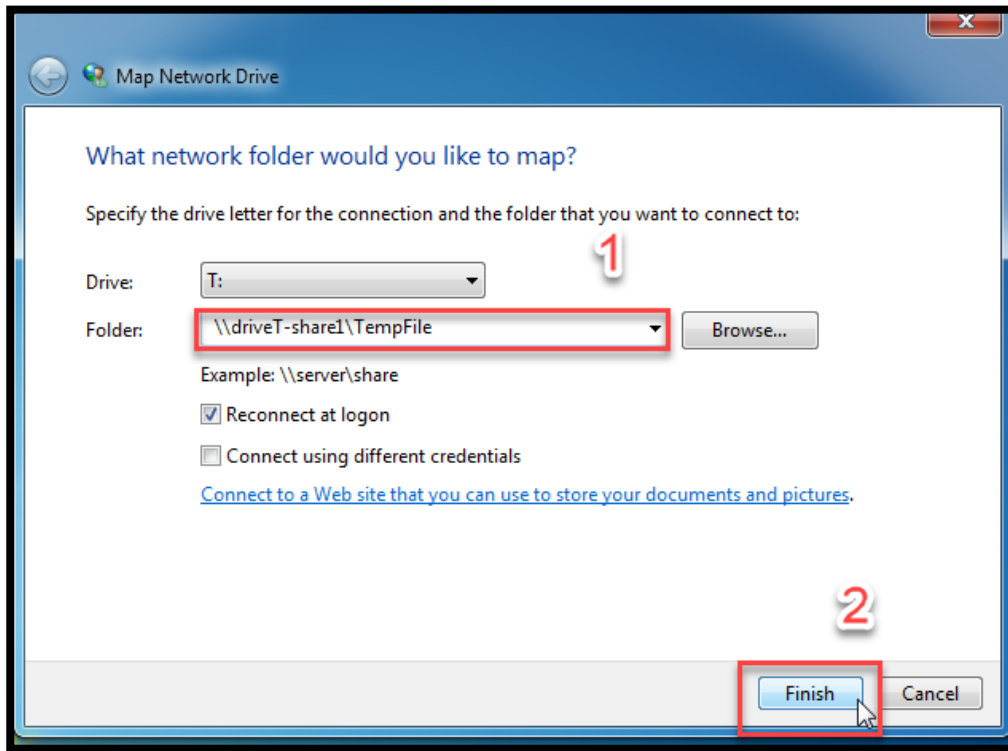 X
Map Network Drive
What network folder would you like to map?
Specify the drive letter for the connection and the folder that you want to connect to:
1
Drive: T:
Folder: \\driveT-share1\TempFile Browse...
Example: \\server\share
Reconnect at logon
Connect using different credentials
Connect to a Web site that you can use to store your documents and pictures.
2
Finish Cancel